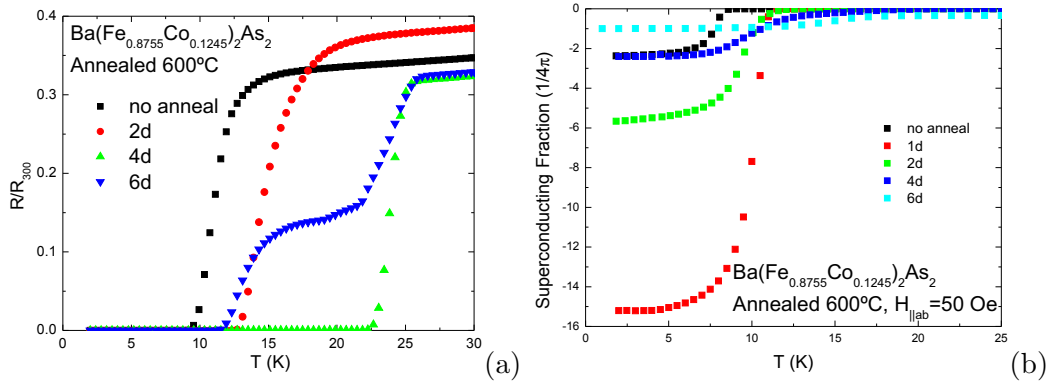 Ba(Fe0.8755Co0.1245)2As2
Annealed 600ºC
no anneal
2d
4d
6d
R/R300
0.4
0.3
0.2
0.1
0.0
0 5 10 15 20 25 30
T (K)
(a)
Superconducting Fraction (1/4π)
0
-2
-4
-6
-8
-10
-12
-14
-16
no anneal
1d
2d
4d
6d
Ba(Fe0.8755Co0.1245)2As2
Annealed 600ºC, H||ab=50 Oe
0 5 10 15 20 25
T (K)
(b)